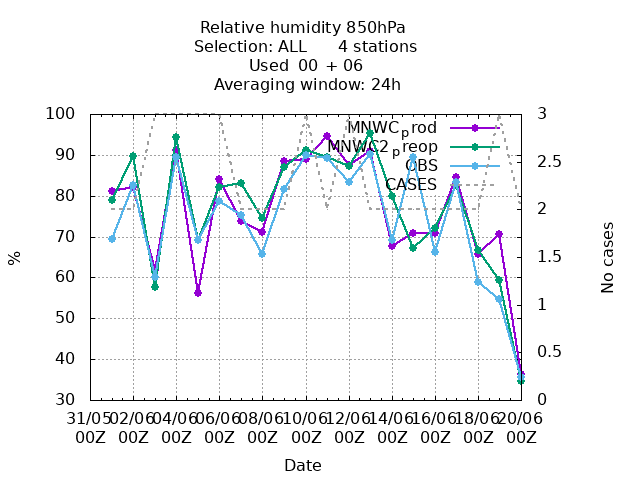 Relative humidity 850hPa
Selection: ALL 4 stations
Used 00 + 06
Averaging window: 24h
100 3
MNWC_prod
MNWC2_preop
OBS
CASES
90 2.5
80 2
70 1.5
60 1
50 0.5
40
30 0
%
No cases
31/05 02/06 04/06 06/06 08/06 10/06 12/06 14/06 16/06 18/06 20/06
00Z 00Z 00Z 00Z 00Z 00Z 00Z 00Z 00Z 00Z 00Z
Date